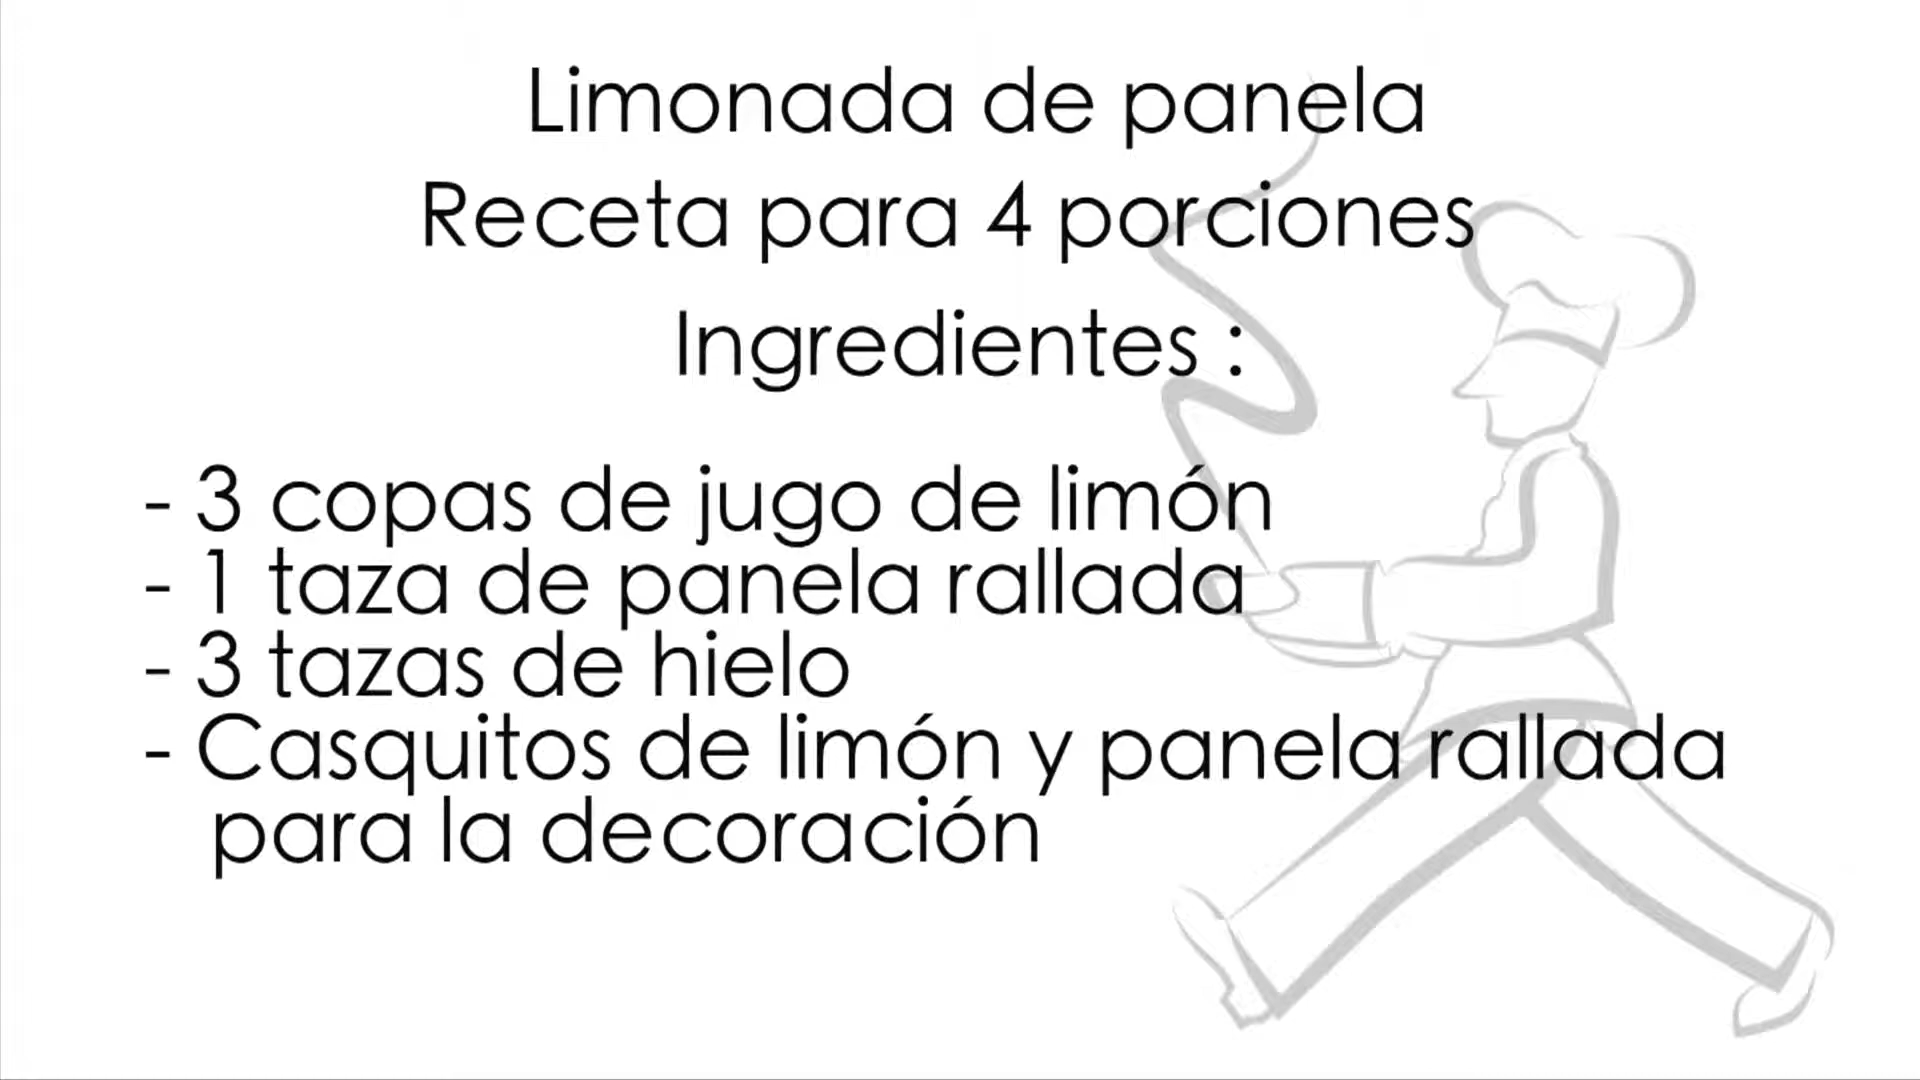 Limonada de panela
Receta para 4 porciones
Ingredientes :
- 3 copas de jugo de limón
- 1 taza de panela rallada
- 3 tazas de hielo
- Casquitos de limón y panela rallada
para la decoración